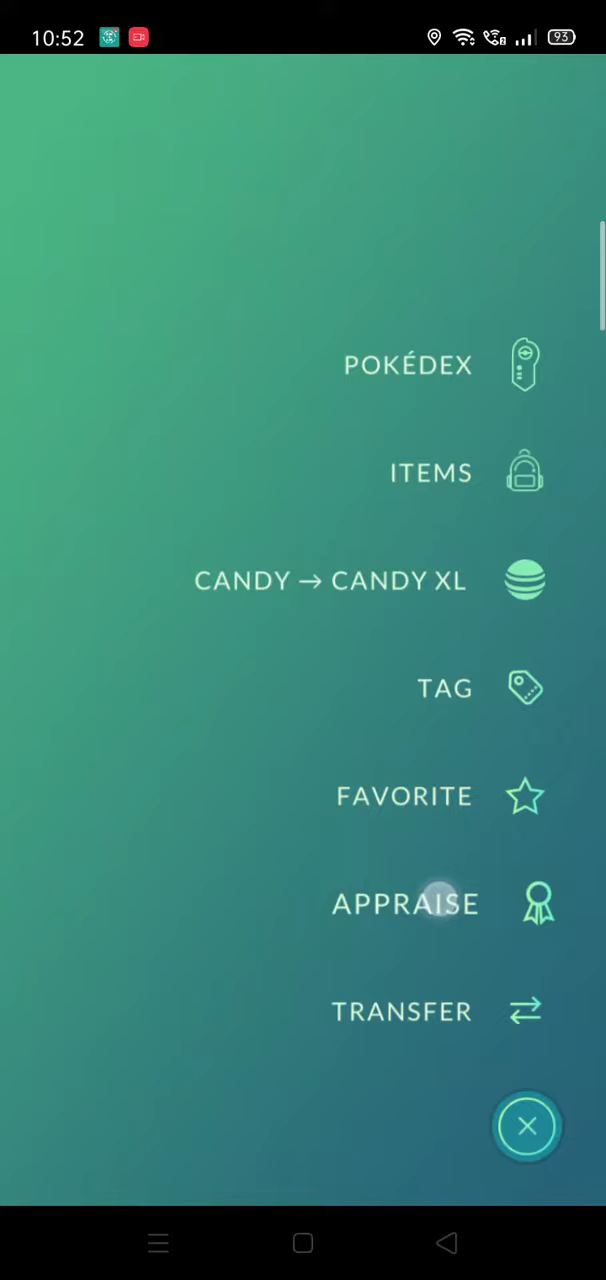 10:52
93
POKÉDEX
ITEMS
CANDY → CANDY XL
TAG
FAVORITE
APPRAISE
TRANSFER